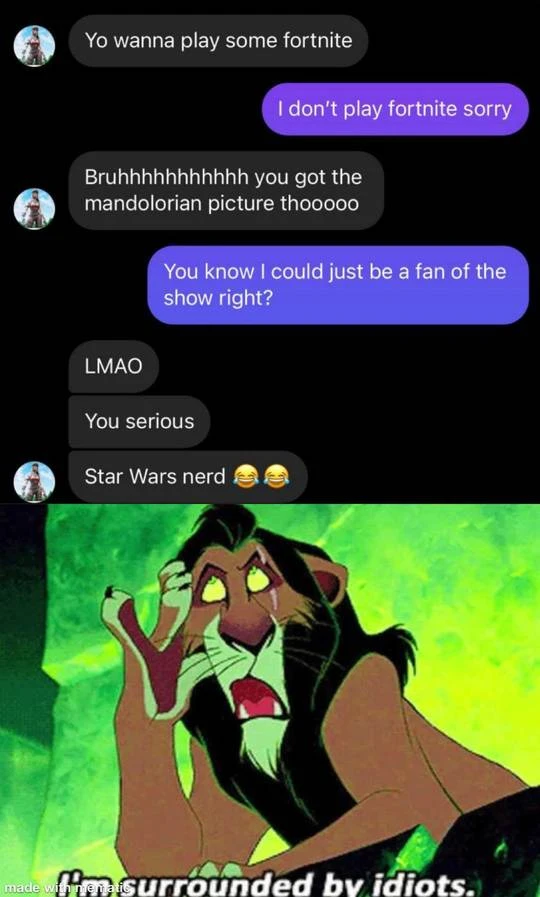 Yo wanna play some fortnite
I don't play fortnite sorry
Bruhhhhhhhhhhh you got the
mandolorian picture thooooo
You know I could just be a fan of the
show right?
LMAO
You serious
Star Wars nerd 😂😂
I'm surrounded by idiots.
made with mematic